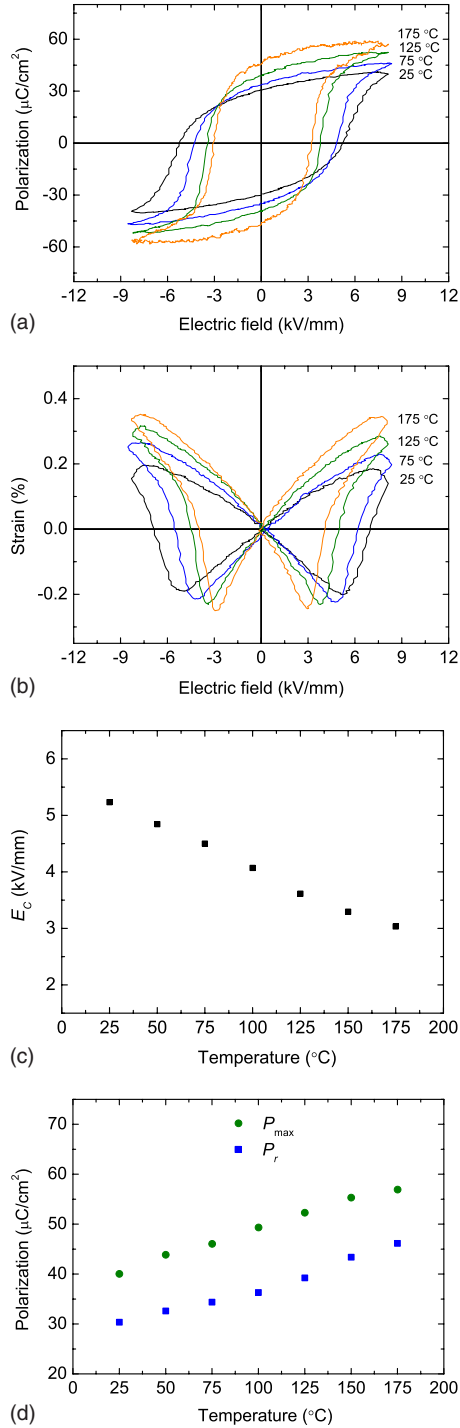 60
30
0
-30
-60
Polarization (μC/cm²)
175 °C
125 °C
75 °C
25 °C
-12 -9 -6 -3 0 3 6 9 12
Electric field (kV/mm)
(a)
0.4
0.2
0.0
-0.2
Strain (%)
175 °C
125 °C
75 °C
25 °C
-12 -9 -6 -3 0 3 6 9 12
Electric field (kV/mm)
(b)
6
5
4
3
2
E_C (kV/mm)
0 25 50 75 100 125 150 175 200
Temperature (°C)
(c)
70
60
50
40
30
20
Polarization (μC/cm²)
P_max
P_r
0 25 50 75 100 125 150 175 200
Temperature (°C)
(d)